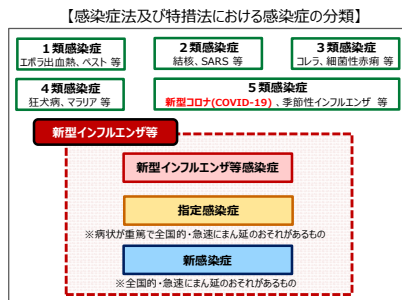 【感染症法及び特措法における感染症の分類】
1類感染症
エボラ出血熱、ペスト 等
2類感染症
結核、SARS 等
3類感染症
コレラ、細菌性赤痢 等
4類感染症
狂犬病、マラリア 等
5類感染症
新型コロナ(COVID-19) 、季節性インフルエンザ 等
新型インフルエンザ等
新型インフルエンザ等感染症
指定感染症
※病状が重篤で全国的・急速にまん延のおそれがあるもの
新感染症
※全国的・急速にまん延のおそれがあるもの